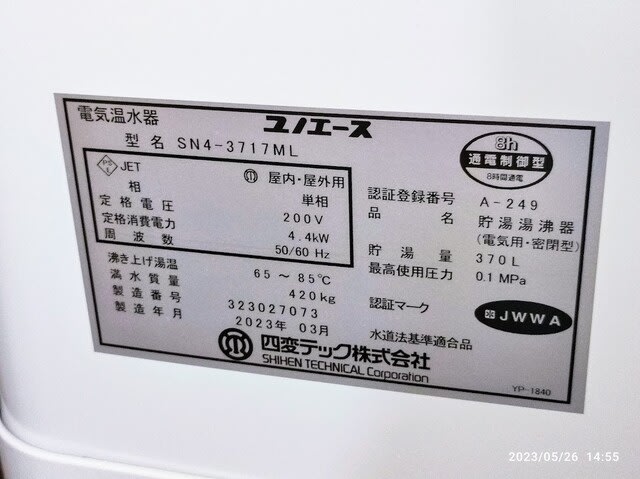 電気温水器
ユノエース
型名 SN4-3717ML
8h
通電制御型
8時間通電
PS
E
JET
屋内・屋外用
相 単相
定格電圧 200V
定格消費電力 4.4kW
周波数 50/60 Hz
沸き上げ湯温 65～85℃
満水質量 420kg
製造番号 323027073
製造年月 2023年 03月
認証登録番号 A-249
品名 貯湯湯沸器
(電気用・密閉型)
貯湯量 370L
最高使用圧力 0.1MPa
認証マーク JWWA
水道法基準適合品
四変テック株式会社
SHIHEN TECHNICAL Corporation
YP-1840
2023/05/26 14:55